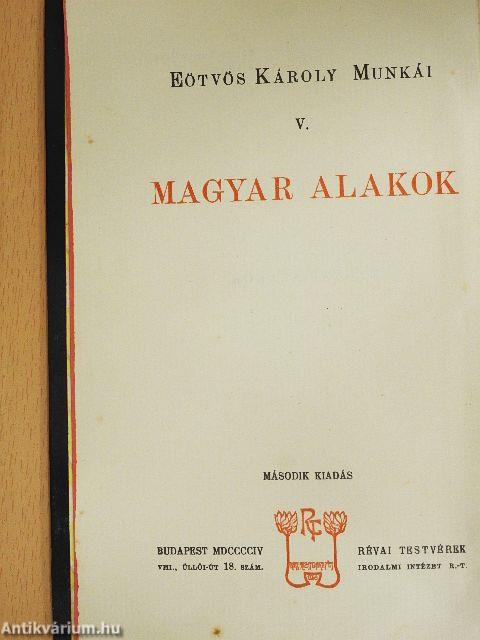 EÖTVÖS KÁROLY MUNKÁI
V.
MAGYAR ALAKOK
MÁSODIK KIADÁS
BUDAPEST MDCCCCIV
VIII., ÜLLŐI-ÚT 18. SZÁM.
RÉVAI TESTVÉREK
IRODALMI INTÉZET R.-T.
Antikvárium.hu